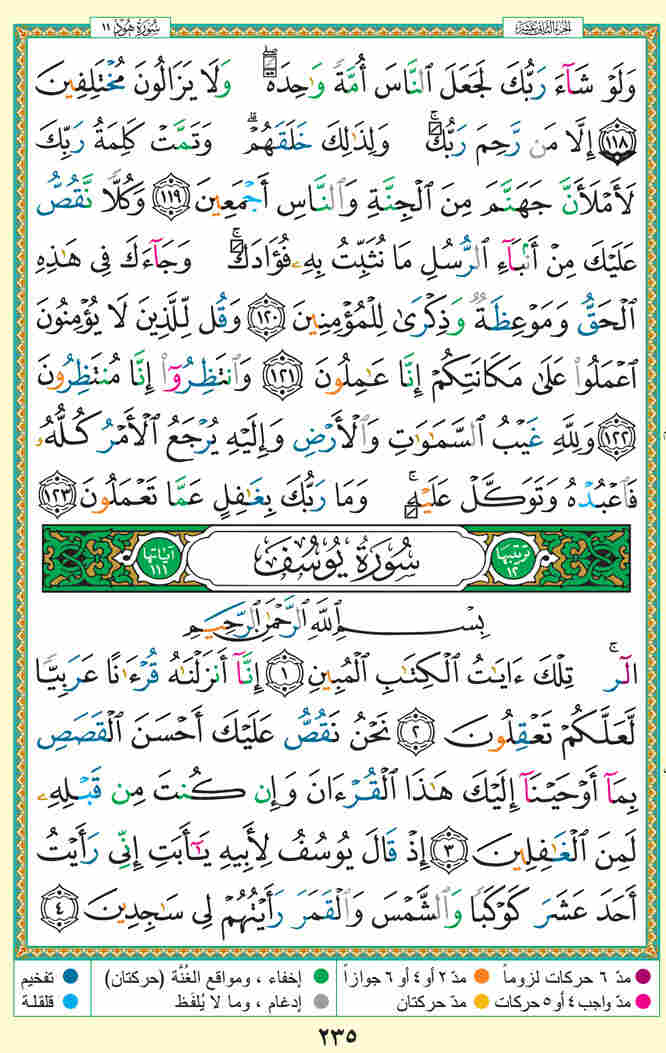 الجزء الثاني عشر
سُورَةُ هُودٍ ١١
وَلَوۡ شَآءَ رَبُّكَ لَجَعَلَ ٱلنَّاسَ أُمَّةٗ وَٰحِدَةٗۖ وَلَا يَزَالُونَ مُخۡتَلِفِينَ
١١٨ إِلَّا مَن رَّحِمَ رَبُّكَۚ وَلِذَٰلِكَ خَلَقَهُمۡۗ وَتَمَّتۡ كَلِمَةُ رَبِّكَ
لَأَمۡلَأَنَّ جَهَنَّمَ مِنَ ٱلۡجِنَّةِ وَٱلنَّاسِ أَجۡمَعِينَ ١١٩ وَكُلّٗا نَّقُصُّ
عَلَيۡكَ مِنۡ أَنۢبَآءِ ٱلرُّسُلِ مَا نُثَبِّتُ بِهِۦ فُؤَادَكَۚ وَجَآءَكَ فِي هَٰذِهِ
ٱلۡحَقُّ وَمَوۡعِظَةٞ وَذِكۡرَىٰ لِلۡمُؤۡمِنِينَ ١٢٠ وَقُل لِّلَّذِينَ لَا يُؤۡمِنُونَ
ٱعۡمَلُواْ عَلَىٰ مَكَانَتِكُمۡ إِنَّا عَٰمِلُونَ ١٢١ وَٱنتَظِرُوٓاْ إِنَّا مُنتَظِرُونَ
١٢٢ وَلِلَّهِ غَيۡبُ ٱلسَّمَٰوَٰتِ وَٱلۡأَرۡضِ وَإِلَيۡهِ يُرۡجَعُ ٱلۡأَمۡرُ كُلُّهُۥ
فَٱعۡبُدۡهُ وَتَوَكَّلۡ عَلَيۡهِۚ وَمَا رَبُّكَ بِغَٰفِلٍ عَمَّا تَعۡمَلُونَ ١٢٣
ترتيبها ١٢ سُورَةُ يُوسُفَ آياتها ١١١
بِسۡمِ ٱللَّهِ ٱلرَّحۡمَٰنِ ٱلرَّحِيمِ
الٓرۚ تِلۡكَ ءَايَٰتُ ٱلۡكِتَٰبِ ٱلۡمُبِينِ ١ إِنَّآ أَنزَلۡنَٰهُ قُرۡءَٰنًا عَرَبِيّٗا
لَّعَلَّكُمۡ تَعۡقِلُونَ ٢ نَحۡنُ نَقُصُّ عَلَيۡكَ أَحۡسَنَ ٱلۡقَصَصِ
بِمَآ أَوۡحَيۡنَآ إِلَيۡكَ هَٰذَا ٱلۡقُرۡءَانَ وَإِن كُنتَ مِن قَبۡلِهِۦ
لَمِنَ ٱلۡغَٰفِلِينَ ٣ إِذۡ قَالَ يُوسُفُ لِأَبِيهِ يَٰٓأَبَتِ إِنِّي رَأَيۡتُ
أَحَدَ عَشَرَ كَوۡكَبٗا وَٱلشَّمۡسَ وَٱلۡقَمَرَ رَأَيۡتُهُمۡ لِي سَٰجِدِينَ ٤
مدّ ٦ حركات لزوماً مدّ ٢ أو ٤ أو ٦ جوازاً إخفاء ، ومواقع الغُنَّة (حركتان) تفخيم
مدّ واجب ٤ أو ٥ حركات مدّ حركتان إدغام ، وما لا يُلفَظ قلقلة
٢٣٥